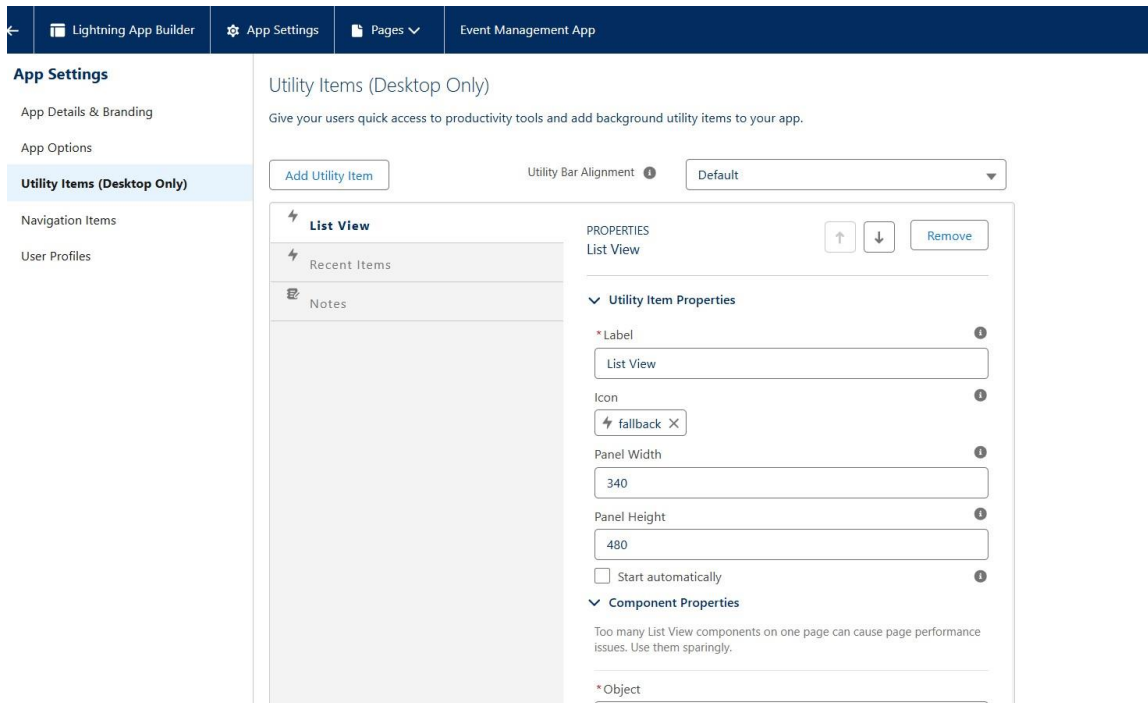 Lightning App Builder
App Settings
Pages
Event Management App
App Settings
App Details & Branding
App Options
Utility Items (Desktop Only)
Navigation Items
User Profiles
Utility Items (Desktop Only)
Give your users quick access to productivity tools and add background utility items to your app.
Add Utility Item
Utility Bar Alignment
Default
List View
Recent Items
Notes
PROPERTIES
List View
Remove
Utility Item Properties
*Label
List View
Icon
fallback
Panel Width
340
Panel Height
480
Start automatically
Component Properties
Too many List View components on one page can cause page performance
issues. Use them sparingly.
*Object